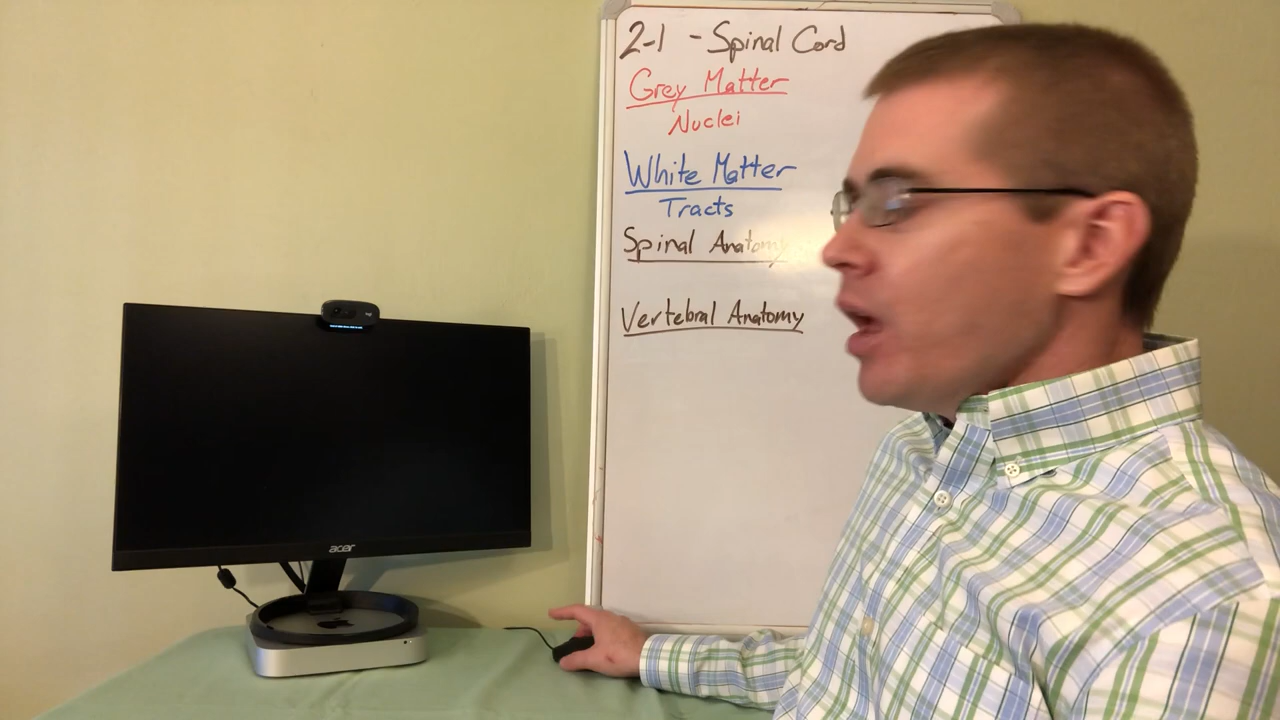 2-1 - Spinal Cord
Grey Matter
Nuclei
White Matter
Tracts
Spinal Anatomy
Vertebral Anatomy
acer